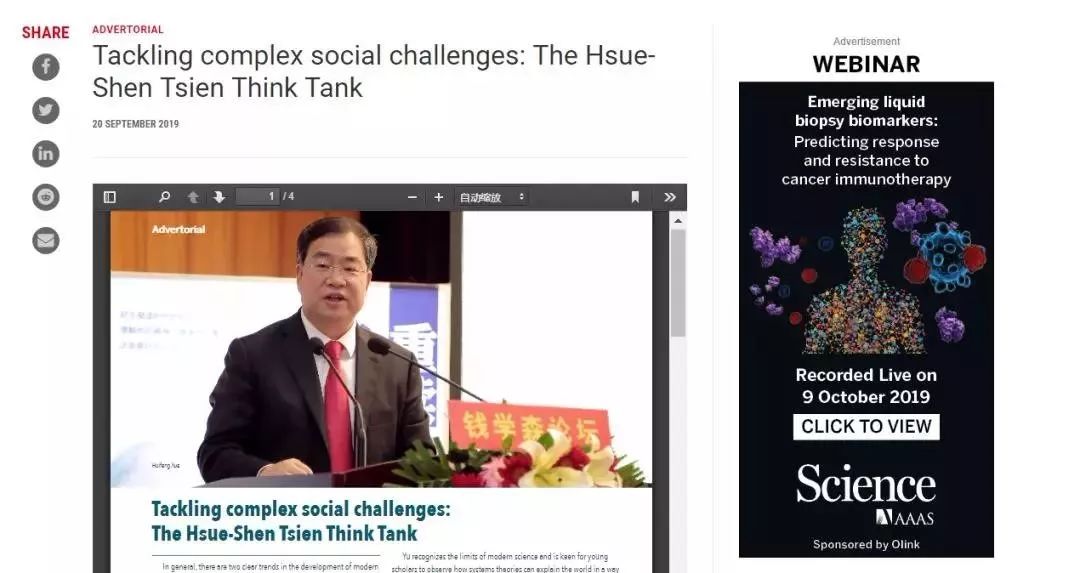 SHARE
ADVERTORIAL
Tackling complex social challenges: The Hsue-
Shen Tsien Think Tank
20 SEPTEMBER 2019
1 / 4
自动缩放
Advertorial
钱学森论坛
Huifeng Xue
Tackling complex social challenges:
The Hsue-Shen Tsien Think Tank
In general, there are two clear trends in the development of modern
Yu recognizes the limits of modern science and is keen for young
scholars to observe how systems theories can explain the world in a way
Advertisement
WEBINAR
Emerging liquid
biopsy biomarkers:
Predicting response
and resistance to
cancer immunotherapy
Recorded Live on
9 October 2019
CLICK TO VIEW
Science
AAAS
Sponsored by Olink